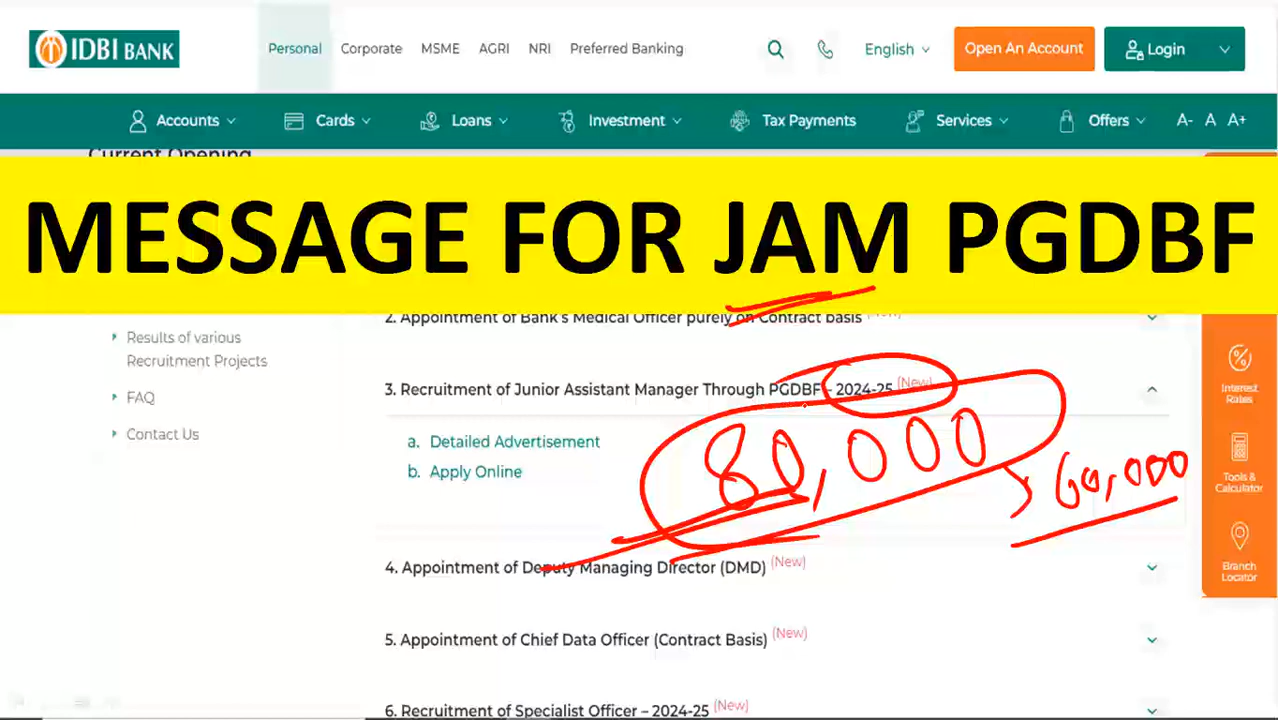 IDBI BANK
Personal Corporate MSME AGRI NRI Preferred Banking English Open An Account Login
Accounts Cards Loans Investment Tax Payments Services Offers A- A A+
Current Opening
MESSAGE FOR JAM PGDBF
2. Appointment of Bank's Medical Officer purely on Contract basis
Results of various
Recruitment Projects
FAQ
Contact Us
3. Recruitment of Junior Assistant Manager Through PGDBF - 2024-25 (New)
a. Detailed Advertisement
b. Apply Online
80,000
60,000
4. Appointment of Deputy Managing Director (DMD) (New)
5. Appointment of Chief Data Officer (Contract Basis) (New)
6. Recruitment of Specialist Officer – 2024-25 (New)
Interest
Rates
Tools &
Calculator
Branch
Locator